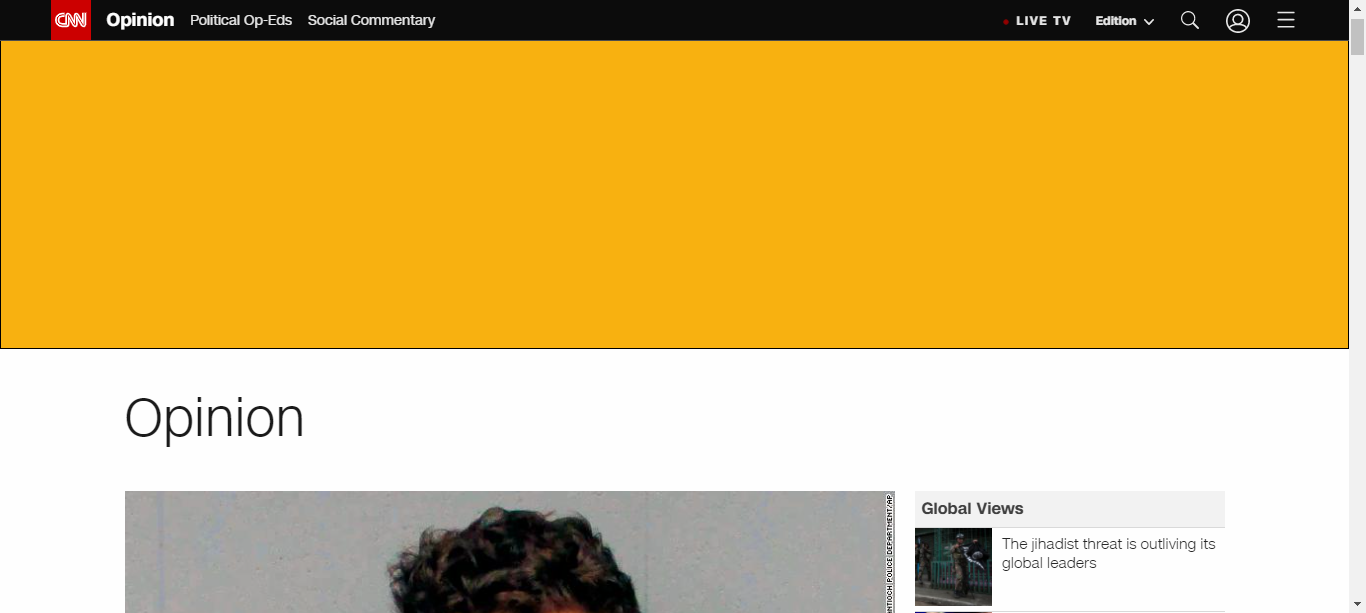 CNN Opinion Political Op-Eds Social Commentary LIVE TV Edition
Opinion
ANTIOCH POLICE DEPARTMENT/AP
Global Views
The jihadist threat is outliving its
global leaders